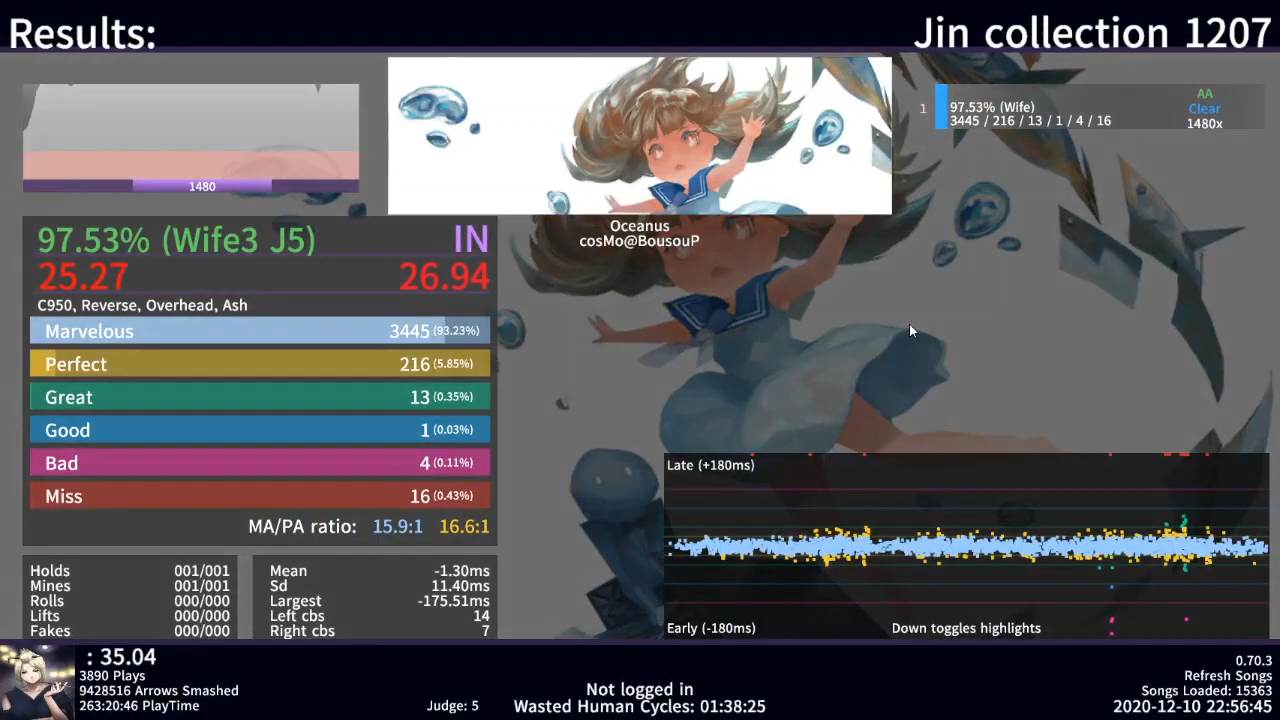 Results:
Jin collection 1207
1480
Oceanus
cosMo@BousouP
1
97.53% (Wife)
3445 / 216 / 13 / 1 / 4 / 16
AA
Clear
1480x
97.53% (Wife3 J5) IN
25.27 26.94
C950, Reverse, Overhead, Ash
Marvelous 3445 (93.23%)
Perfect 216 (5.85%)
Great 13 (0.35%)
Good 1 (0.03%)
Bad 4 (0.11%)
Miss 16 (0.43%)
MA/PA ratio: 15.9:1 16.6:1
Holds 001/001
Mines 001/001
Rolls 000/000
Lifts 000/000
Fakes 000/000
Mean -1.30ms
Sd 11.40ms
Largest -175.51ms
Left cbs 14
Right cbs 7
Late (+180ms)
Early (-180ms)
Down toggles highlights
: 35.04
3890 Plays
9428516 Arrows Smashed
263:20:46 PlayTime
Judge: 5
Not logged in
Wasted Human Cycles: 01:38:25
0.70.3
Refresh Songs
Songs Loaded: 15363
2020-12-10 22:56:45